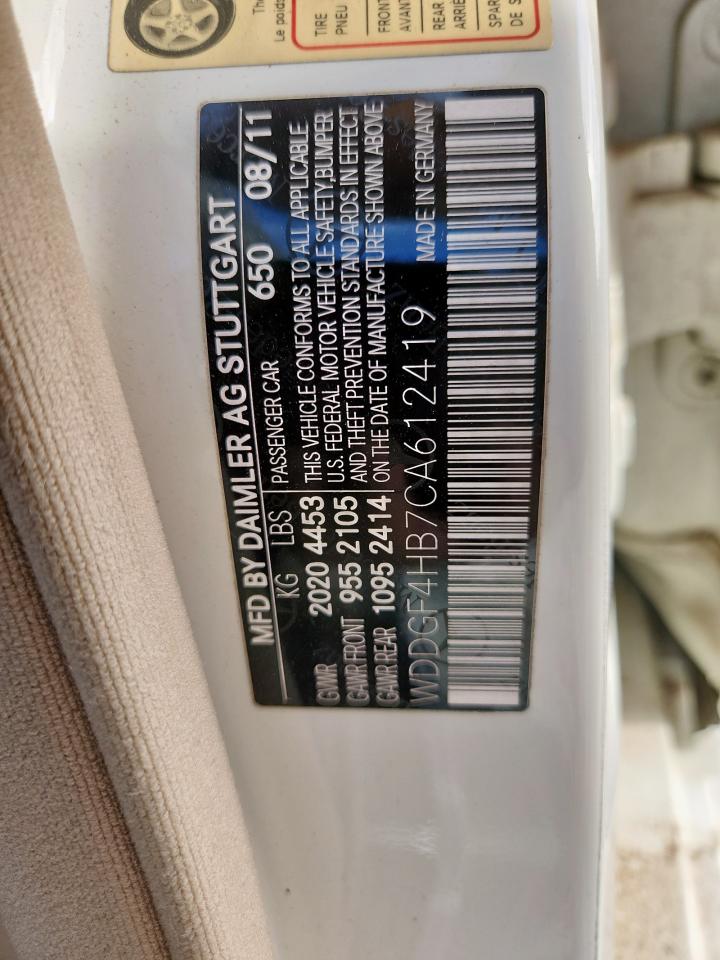 Le poids
TIRE
PNEU
FRONT
AVANT
REAR
ARRIÈ
SPAR
DE S
MFD BY DAIMLER AG STUTTGART
KG LBS PASSENGER CAR 650 08/11
GVWR 2020 4453 THIS VEHICLE CONFORMS TO ALL APPLICABLE
GAWR FRONT 955 2105 U.S. FEDERAL MOTOR VEHICLE SAFETY,BUMPER
GAWR REAR 1095 2414 AND THEFT PREVENTION STANDARDS IN EFFECT
ON THE DATE OF MANUFACTURE SHOWN ABOVE
WDDGF4HB7CA612419 MADE IN GERMANY